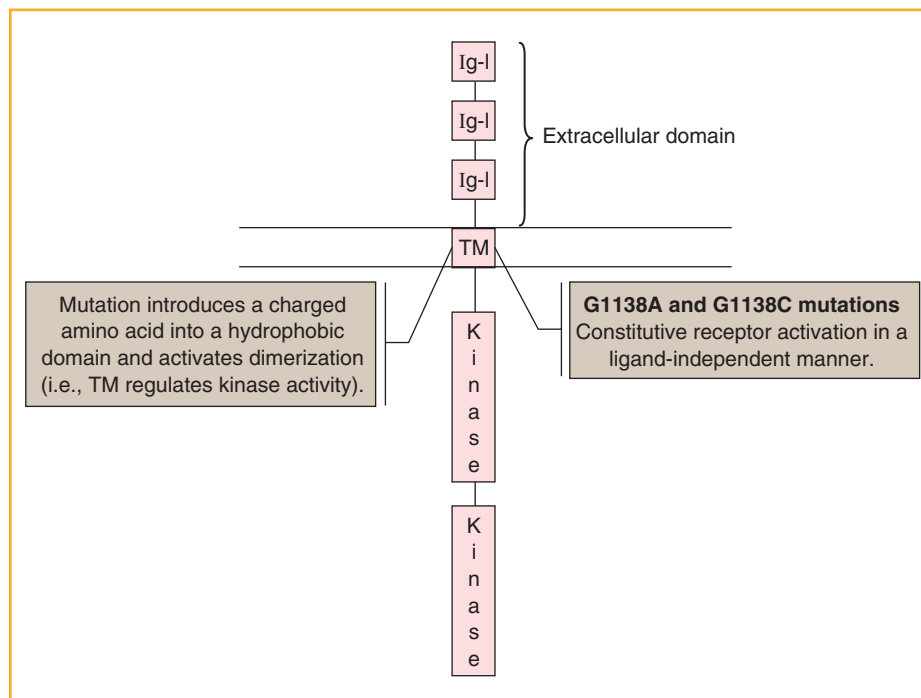 Ig-l
Ig-l
Extracellular domain
Ig-l
TM
Mutation introduces a charged
amino acid into a hydrophobic
domain and activates dimerization
(i.e., TM regulates kinase activity).
G1138A and G1138C mutations
Constitutive receptor activation in a
ligand-independent manner.
K
i
n
a
s
e
K
i
n
a
s
e